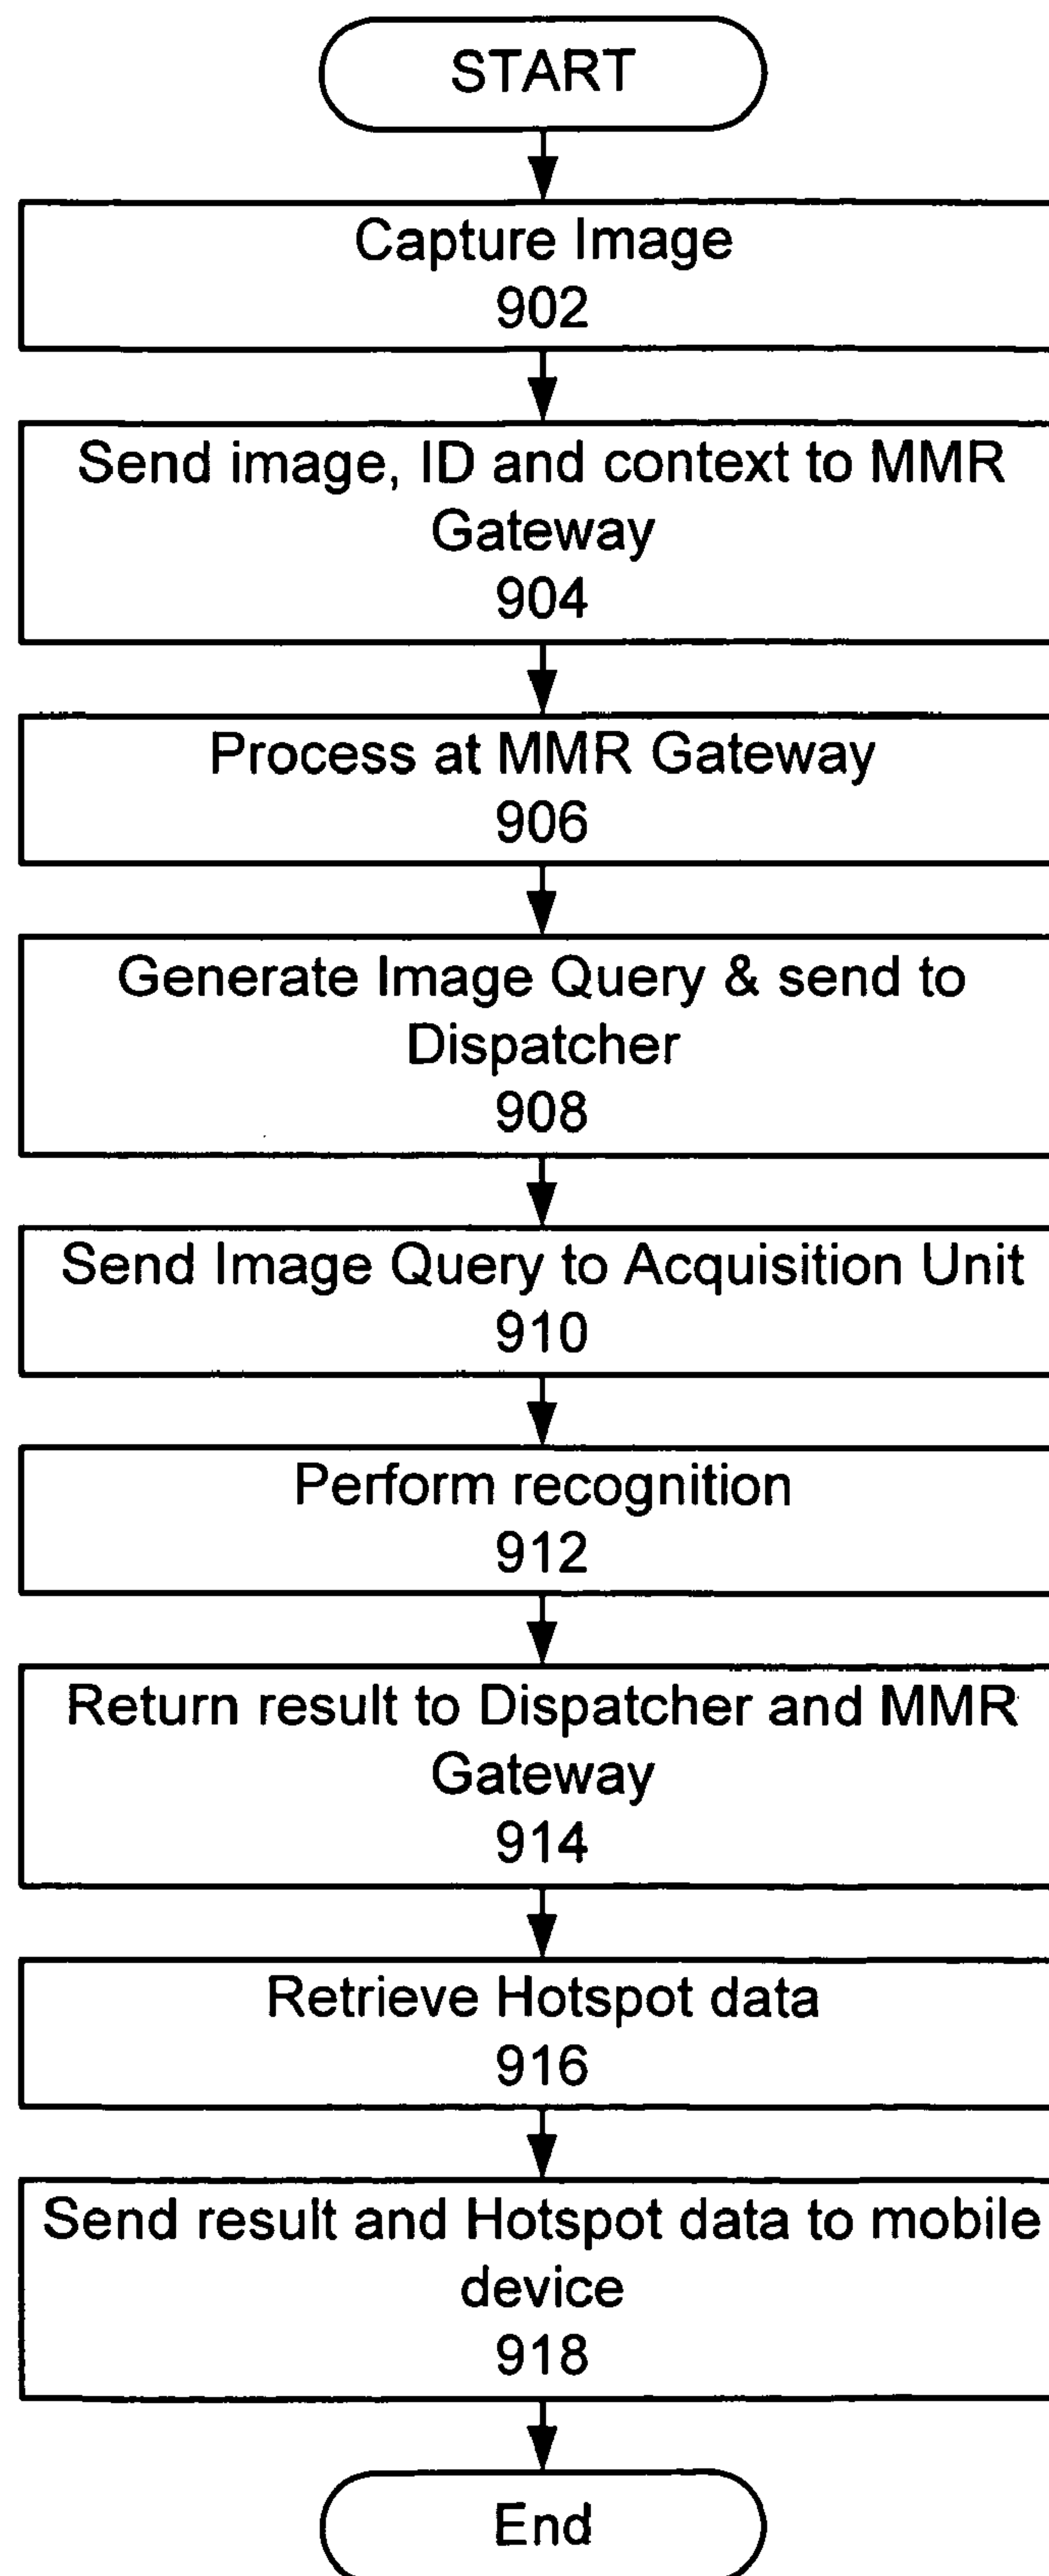 START
Capture Image
902
Send image, ID and context to MMR
Gateway
904
Process at MMR Gateway
906
Generate Image Query & send to
Dispatcher
908
Send Image Query to Acquisition Unit
910
Perform recognition
912
Return result to Dispatcher and MMR
Gateway
914
Retrieve Hotspot data
916
Send result and Hotspot data to mobile
device
918
End